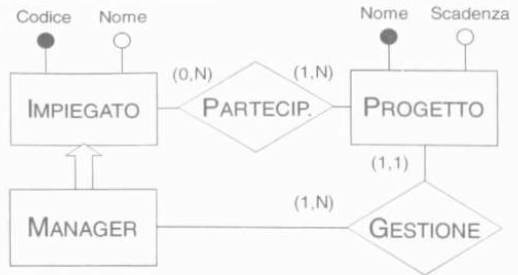 Codice Nome Nome Scadenza
(0,N) (1,N)
IMPIEGATO PARTECIP. PROGETTO
(1,1)
(1,N)
MANAGER GESTIONE